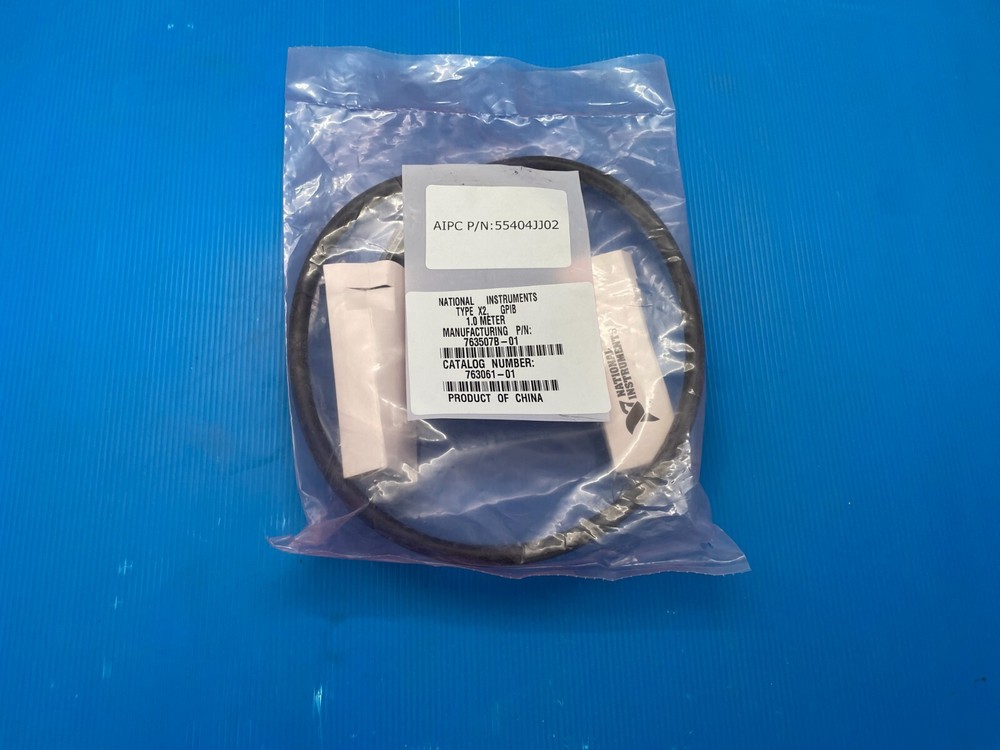 AIPC P/N:55404JJ02
NATIONAL INSTRUMENTS
TYPE X2, GPIB
1.0 METER
MANUFACTURING P/N:
763507B-01
CATALOG NUMBER:
763061-01
PRODUCT OF CHINA
NATIONAL
INSTRUMENTS